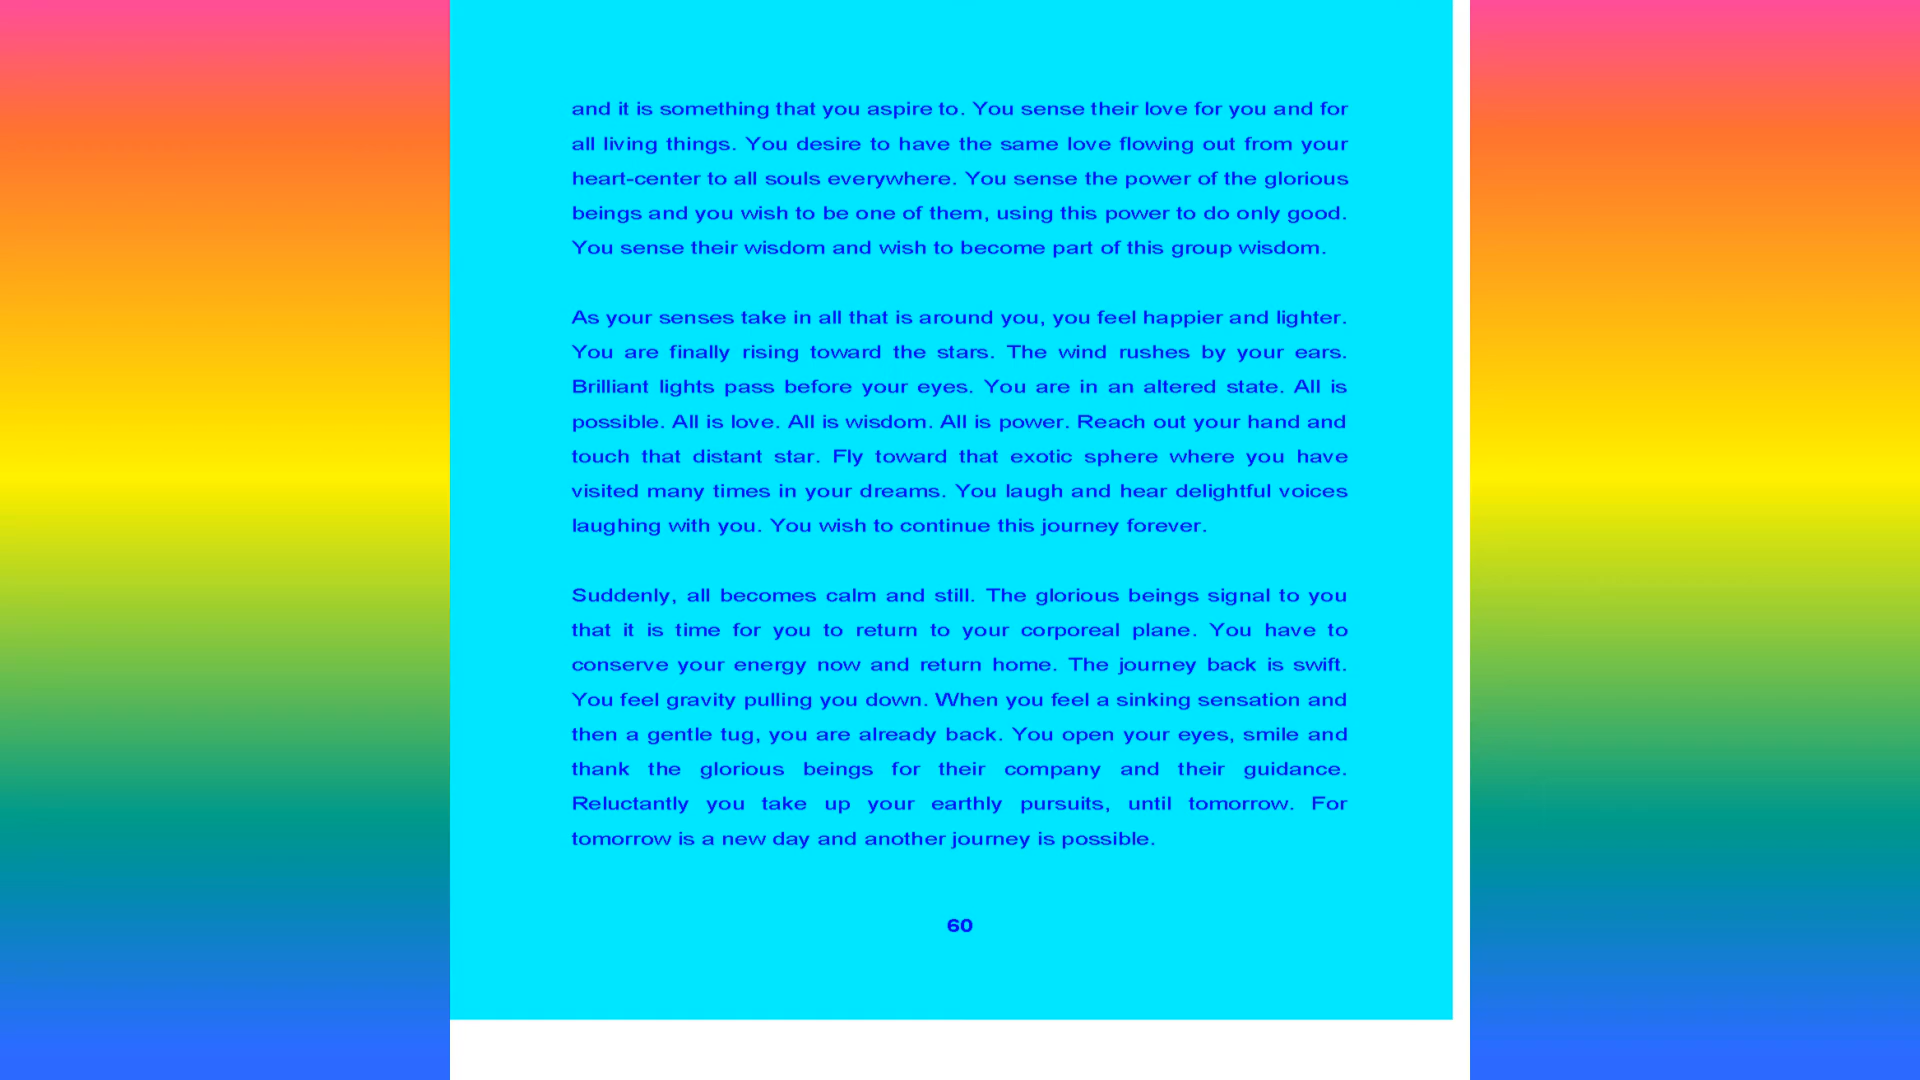 and it is something that you aspire to. You sense their love for you and for
all living things. You desire to have the same love flowing out from your
heart-center to all souls everywhere. You sense the power of the glorious
beings and you wish to be one of them, using this power to do only good.
You sense their wisdom and wish to become part of this group wisdom.
As your senses take in all that is around you, you feel happier and lighter.
You are finally rising toward the stars. The wind rushes by your ears.
Brilliant lights pass before your eyes. You are in an altered state. All is
possible. All is love. All is wisdom. All is power. Reach out your hand and
touch that distant star. Fly toward that exotic sphere where you have
visited many times in your dreams. You laugh and hear delightful voices
laughing with you. You wish to continue this journey forever.
Suddenly, all becomes calm and still. The glorious beings signal to you
that it is time for you to return to your corporeal plane. You have to
conserve your energy now and return home. The journey back is swift.
You feel gravity pulling you down. When you feel a sinking sensation and
then a gentle tug, you are already back. You open your eyes, smile and
thank the glorious beings for their company and their guidance.
Reluctantly you take up your earthly pursuits, until tomorrow. For
tomorrow is a new day and another journey is possible.
60